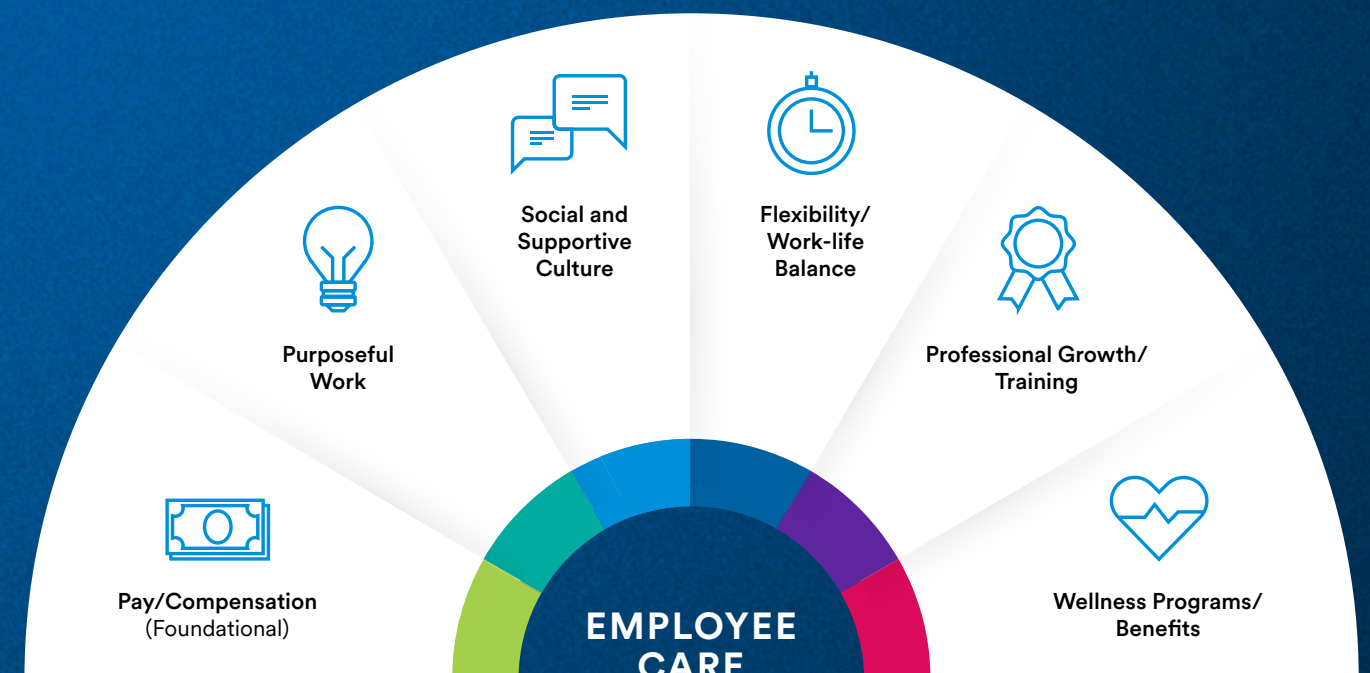 Social and
Supportive
Culture
Flexibility/
Work-life
Balance
Purposeful
Work
Professional Growth/
Training
Pay/Compensation
(Foundational)
Wellness Programs/
Benefits
EMPLOYEE
CARE